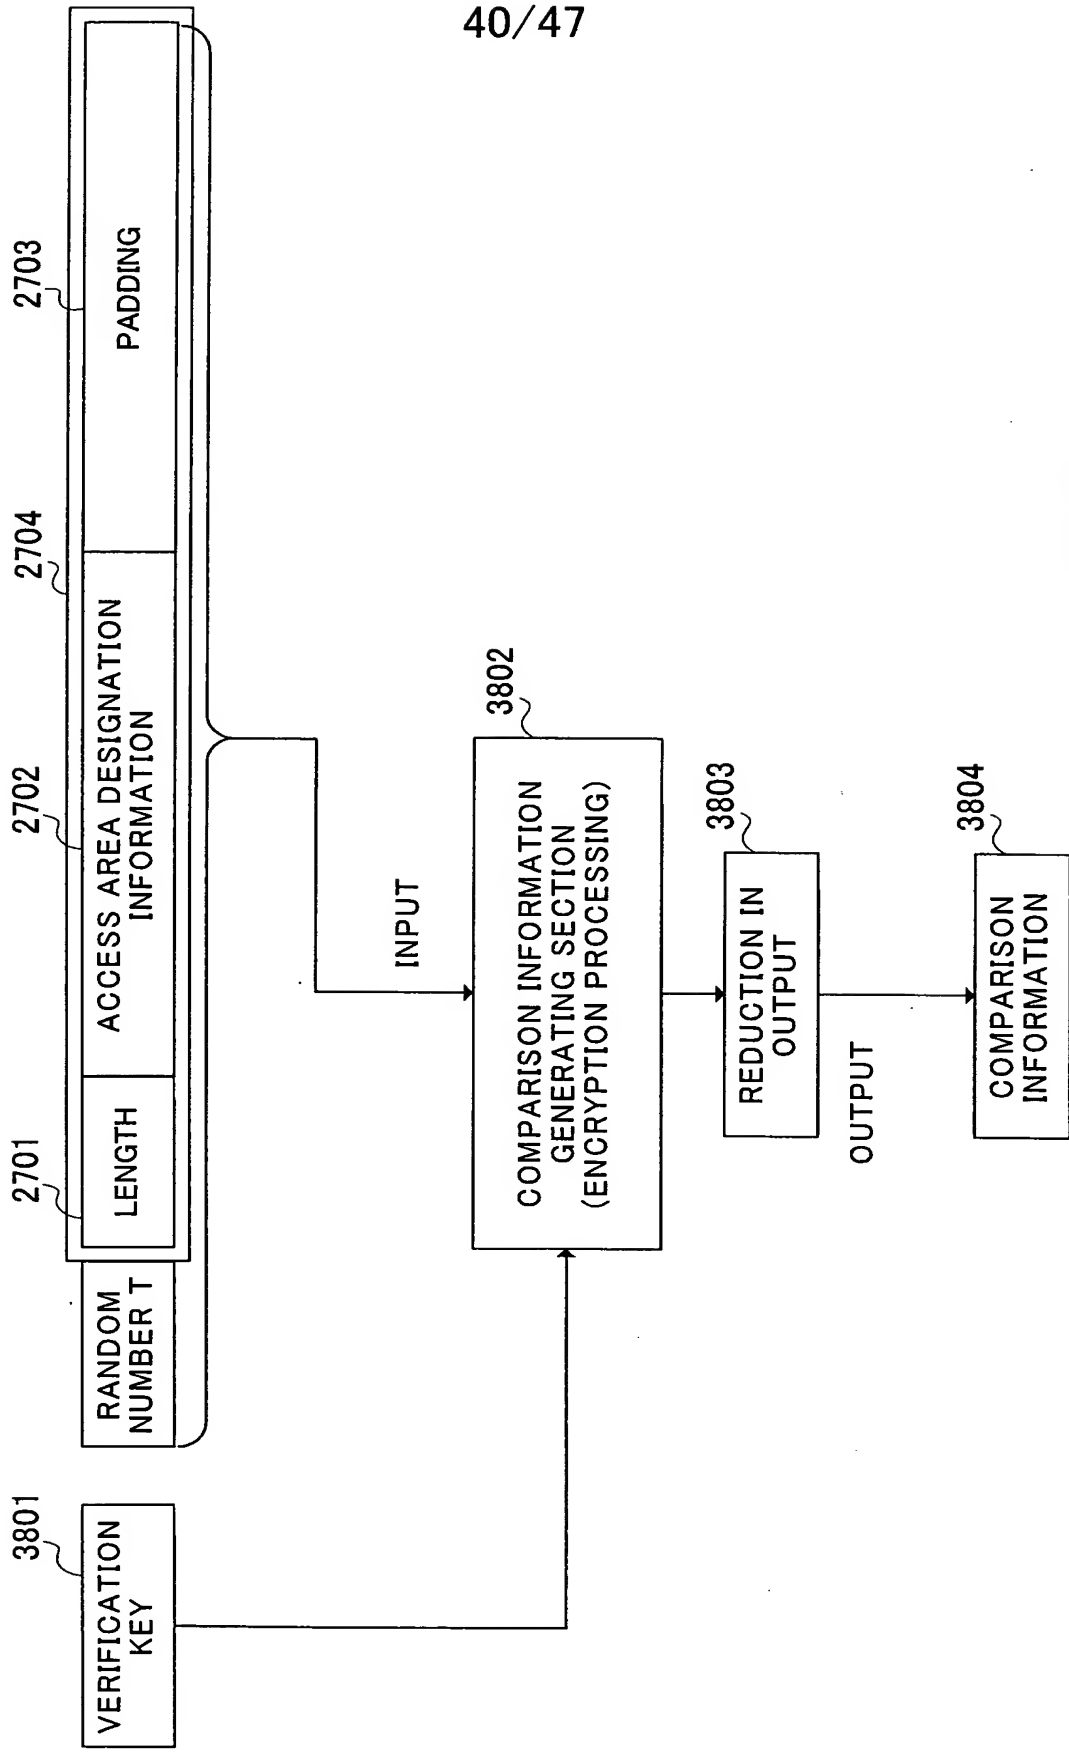 40/47
3801
VERIFICATION
KEY
RANDOM
NUMBER T
2701
LENGTH
2702
ACCESS AREA DESIGNATION
INFORMATION
2704
2703
PADDING
INPUT
3802
COMPARISON INFORMATION
GENERATING SECTION
(ENCRYPTION PROCESSING)
3803
REDUCTION IN
OUTPUT
OUTPUT
3804
COMPARISON
INFORMATION